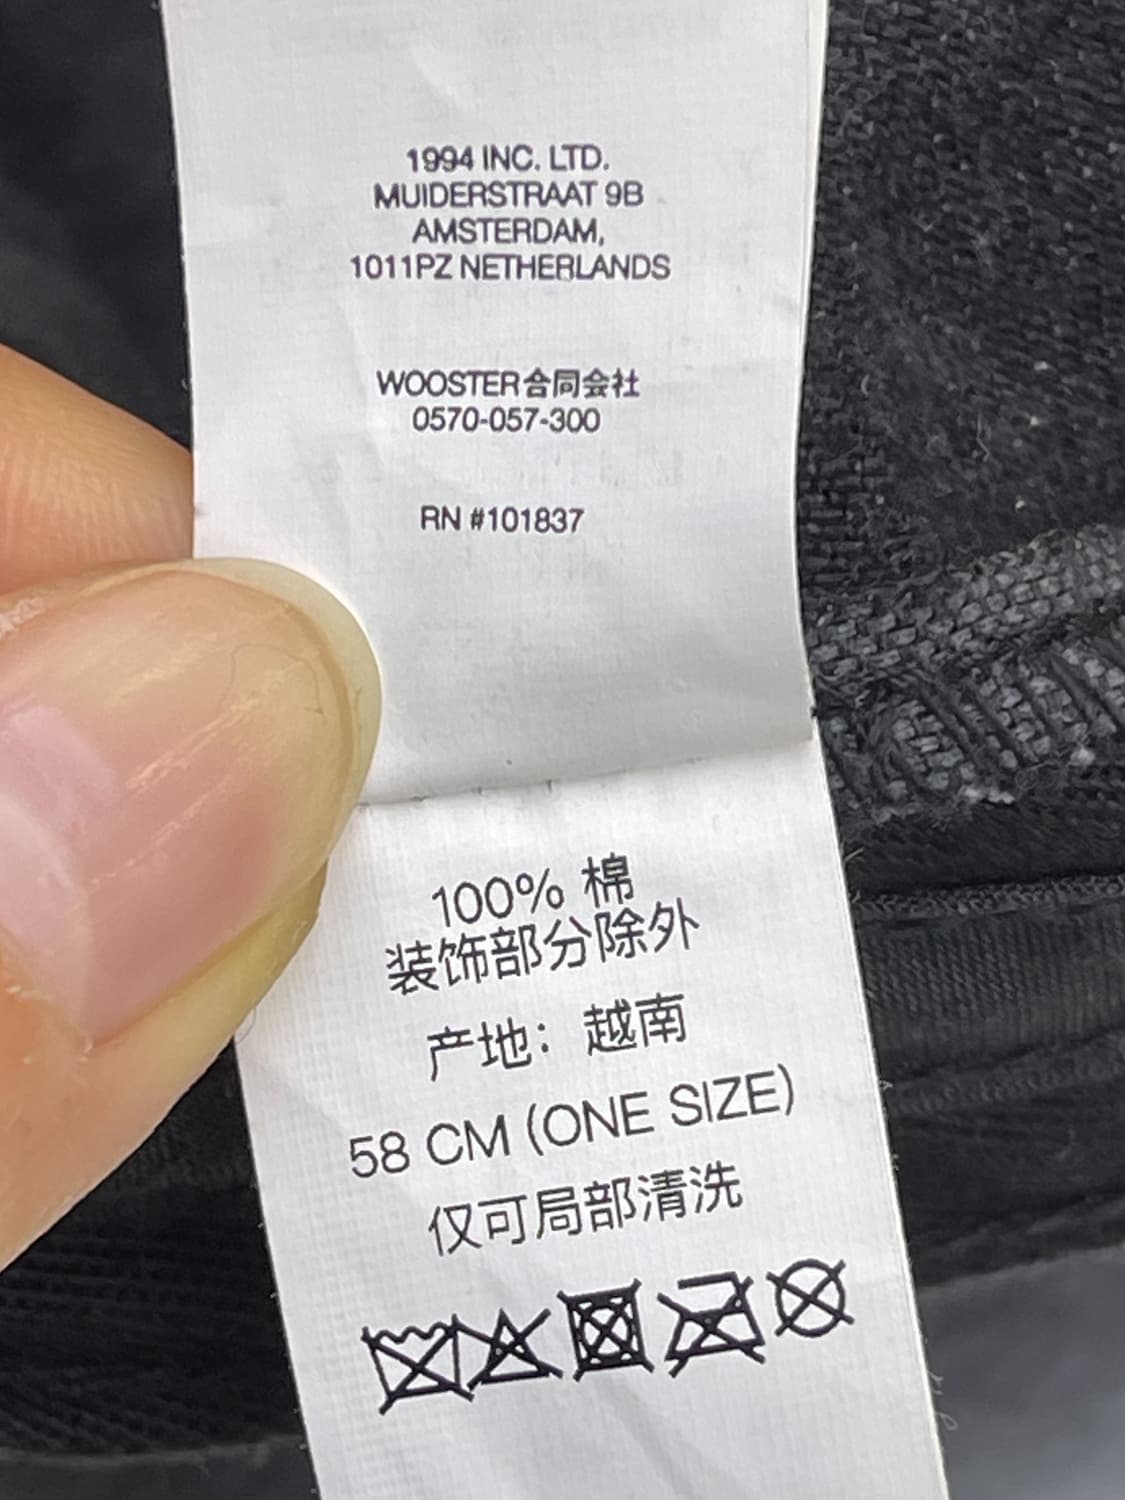 1994 INC. LTD.
MUIDERSTRAAT 9B
AMSTERDAM,
1011PZ NETHERLANDS
WOOSTER合同会社
0570-057-300
RN #101837
100% 棉
装饰部分除外
产地：越南
58 CM (ONE SIZE)
仅可局部清洗